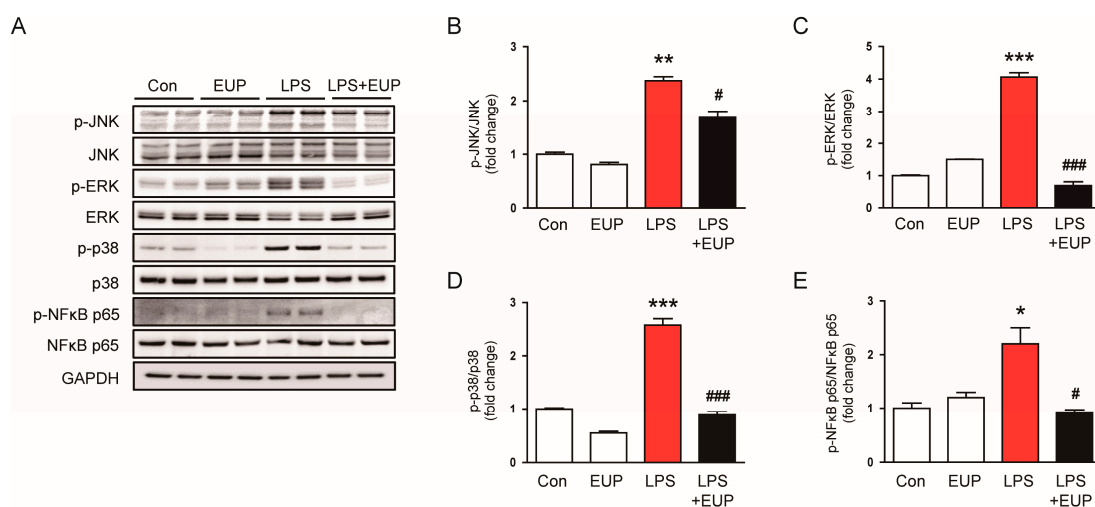 A
Con EUP LPS LPS+EUP
p-JNK
JNK
p-ERK
ERK
p-p38
p38
p-NFκB p65
NFκB p65
GAPDH
B
p-JNK/JNK
(fold change)
3
2
1
0
**
#
Con EUP LPS LPS
+EUP
C
p-ERK/ERK
(fold change)
5
4
3
2
1
0
***
###
Con EUP LPS LPS
+EUP
D
p-p38/p38
(fold change)
3
2
1
0
***
###
Con EUP LPS LPS
+EUP
E
p-NFκB p65/NFκB p65
(fold change)
3
2
1
0
*
#
Con EUP LPS LPS
+EUP